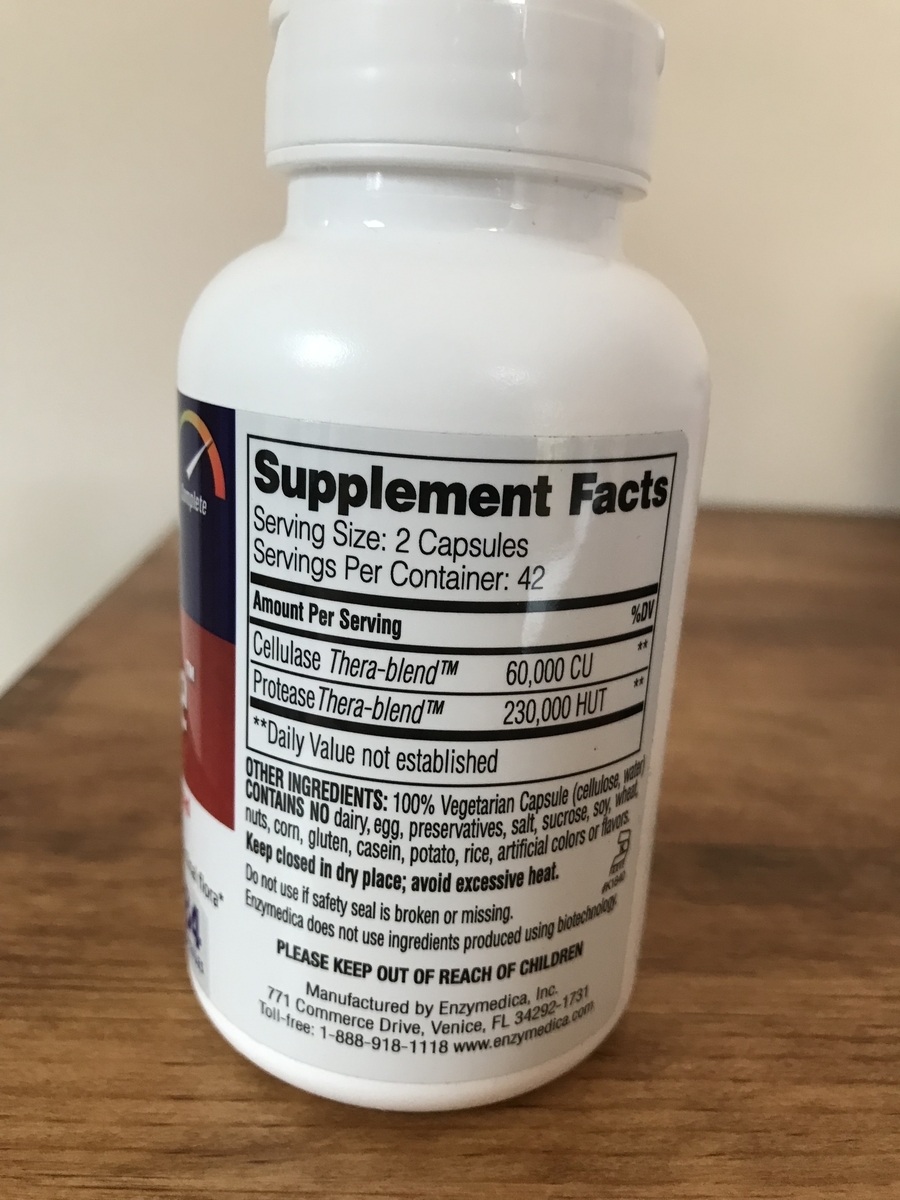 Supplement Facts
Serving Size: 2 Capsules
Servings Per Container: 42
Amount Per Serving %DV
Cellulase Thera-blend™ 60,000 CU **
Protease Thera-blend™ 230,000 HUT **
**Daily Value not established
OTHER INGREDIENTS: 100% Vegetarian Capsule (cellulose, water)
CONTAINS NO dairy, egg, preservatives, salt, sucrose, soy, wheat,
nuts, corn, gluten, casein, potato, rice, artificial colors or flavors.
Keep closed in dry place; avoid excessive heat.
Do not use if safety seal is broken or missing.
Enzymedica does not use ingredients produced using biotechnology.
PLEASE KEEP OUT OF REACH OF CHILDREN
Manufactured by Enzymedica, Inc.
771 Commerce Drive, Venice, FL 34292-1731
Toll-free: 1-888-918-1118 www.enzymedica.com